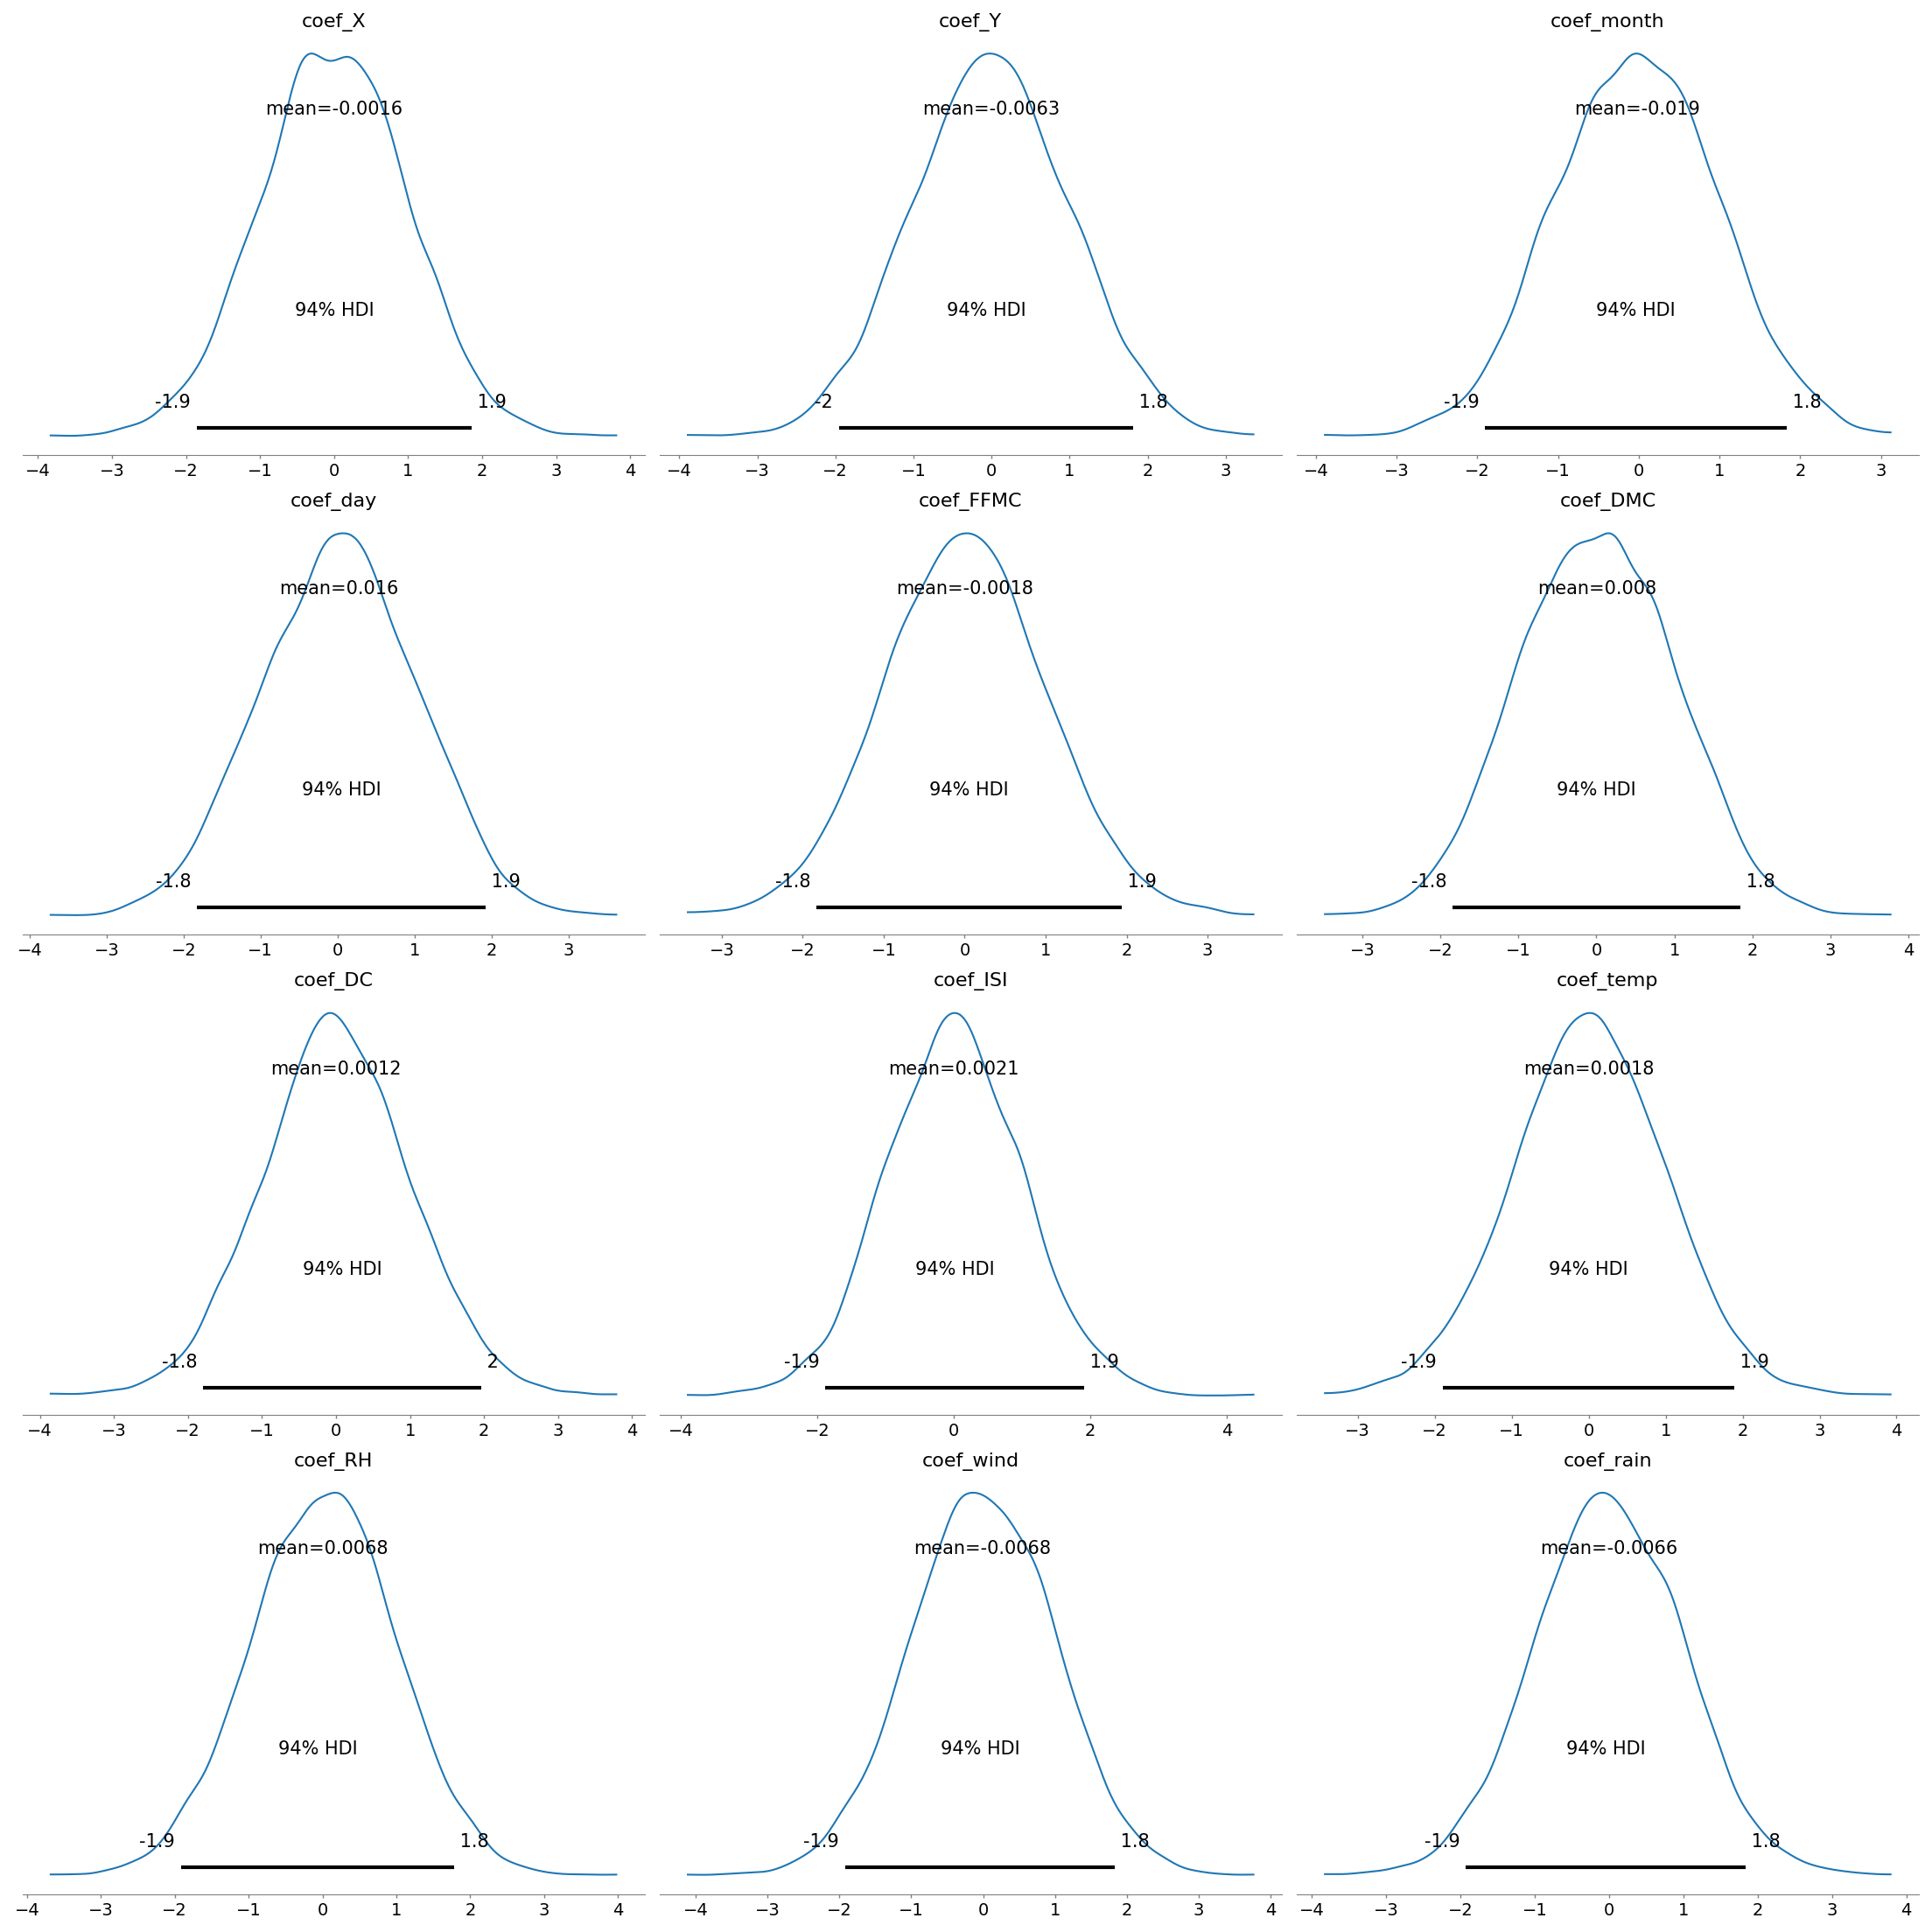 coef_X
coef_Y
coef_month
mean=-0.0016
mean=-0.0063
mean=-0.019
94% HDI
94% HDI
94% HDI
-1.9 1.9
-2 1.8
-1.9 1.8
−4 −3 −2 −1 0 1 2 3 4
−4 −3 −2 −1 0 1 2 3
−4 −3 −2 −1 0 1 2 3
coef_day
coef_FFMC
coef_DMC
mean=0.016
mean=-0.0018
mean=0.008
94% HDI
94% HDI
94% HDI
-1.8 1.9
-1.8 1.9
-1.8 1.8
−4 −3 −2 −1 0 1 2 3
−3 −2 −1 0 1 2 3
−3 −2 −1 0 1 2 3 4
coef_DC
coef_ISI
coef_temp
mean=0.0012
mean=0.0021
mean=0.0018
94% HDI
94% HDI
94% HDI
-1.8 2
-1.9 1.9
-1.9 1.9
−4 −3 −2 −1 0 1 2 3 4
−4 −2 0 2 4
−3 −2 −1 0 1 2 3 4
coef_RH
coef_wind
coef_rain
mean=0.0068
mean=-0.0068
mean=-0.0066
94% HDI
94% HDI
94% HDI
-1.9 1.8
-1.9 1.8
-1.9 1.8
−4 −3 −2 −1 0 1 2 3 4
−4 −3 −2 −1 0 1 2 3 4
−4 −3 −2 −1 0 1 2 3 4